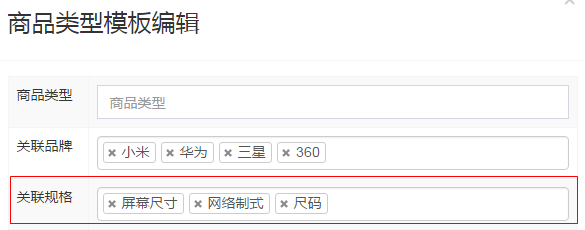 商品类型模板编辑
商品类型 商品类型
关联品牌 × 小米 × 华为 × 三星 × 360
关联规格 × 屏幕尺寸 × 网络制式 × 尺码